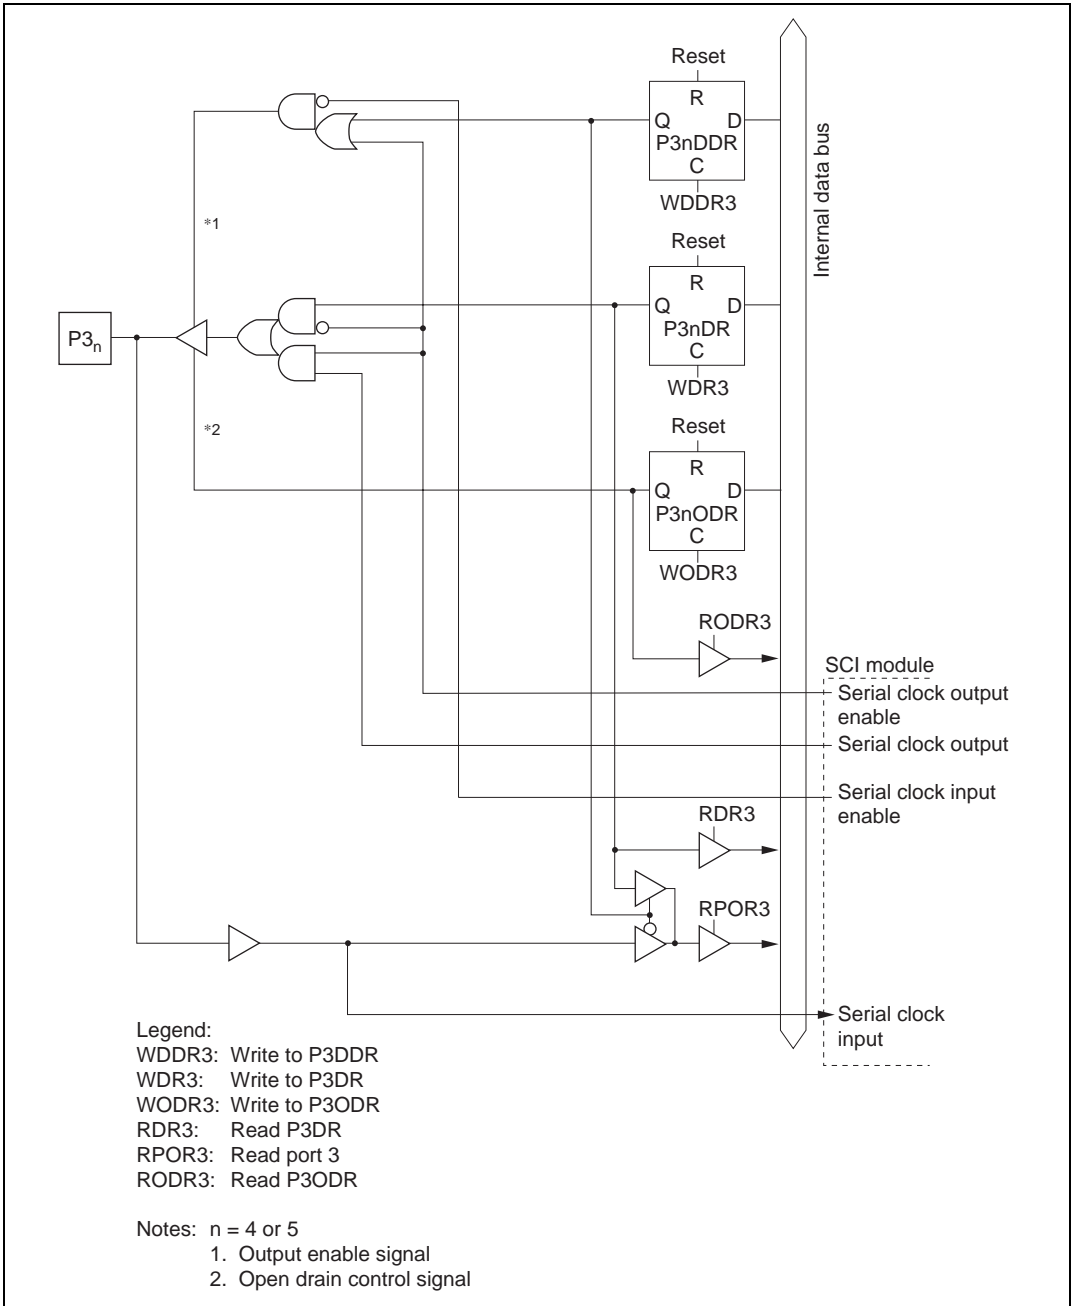 Reset
R
Q D
P3nDDR
C
WDDR3
Internal data bus
*1
Reset
R
Q D
P3nDR
C
WDR3
P3n
*2
Reset
R
Q D
P3nODR
C
WODR3
RODR3
SCI module
Serial clock output
enable
Serial clock output
Serial clock input
enable
RDR3
RPOR3
Serial clock
input
Legend:
WDDR3: Write to P3DDR
WDR3: Write to P3DR
WODR3: Write to P3ODR
RDR3: Read P3DR
RPOR3: Read port 3
RODR3: Read P3ODR
Notes: n = 4 or 5
1. Output enable signal
2. Open drain control signal